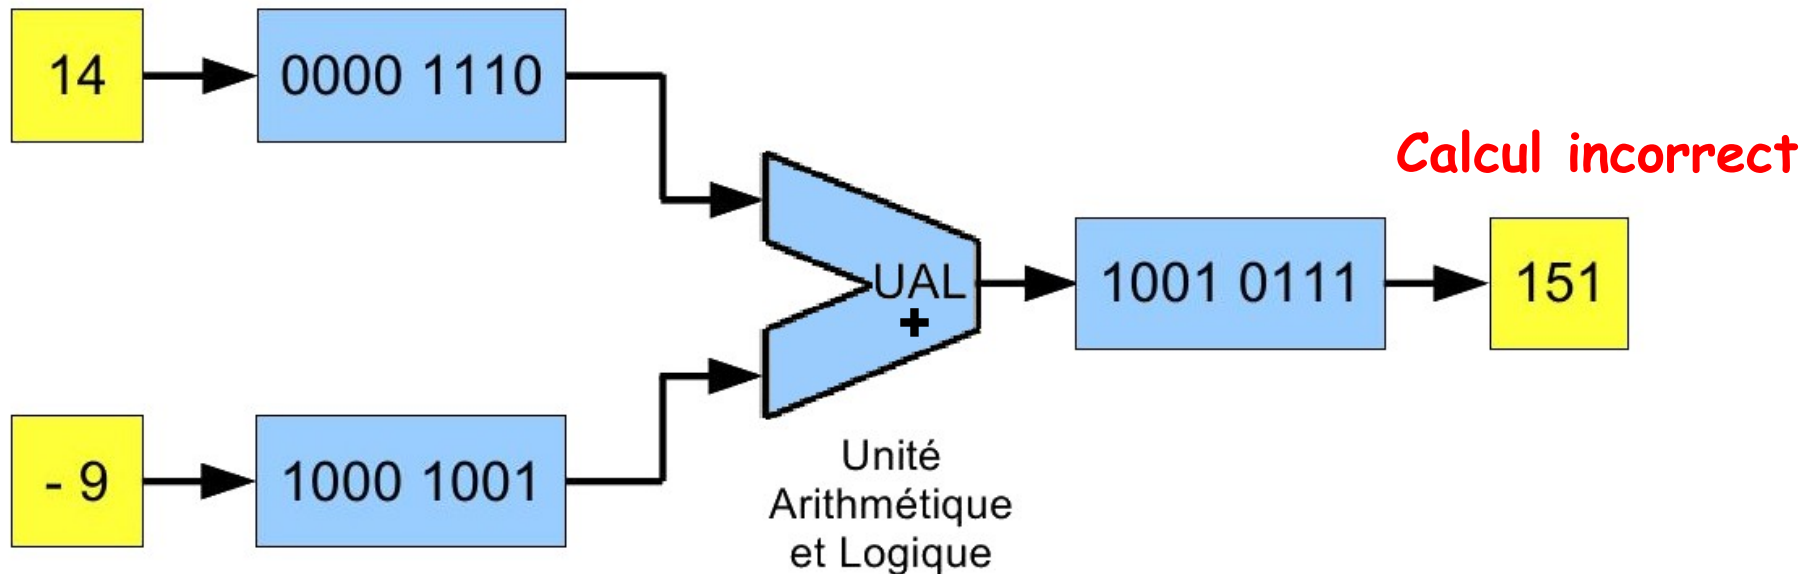 14
0000 1110
Calcul incorrect
UAL
+
1001 0111
151
- 9
1000 1001
Unité
Arithmétique
et Logique